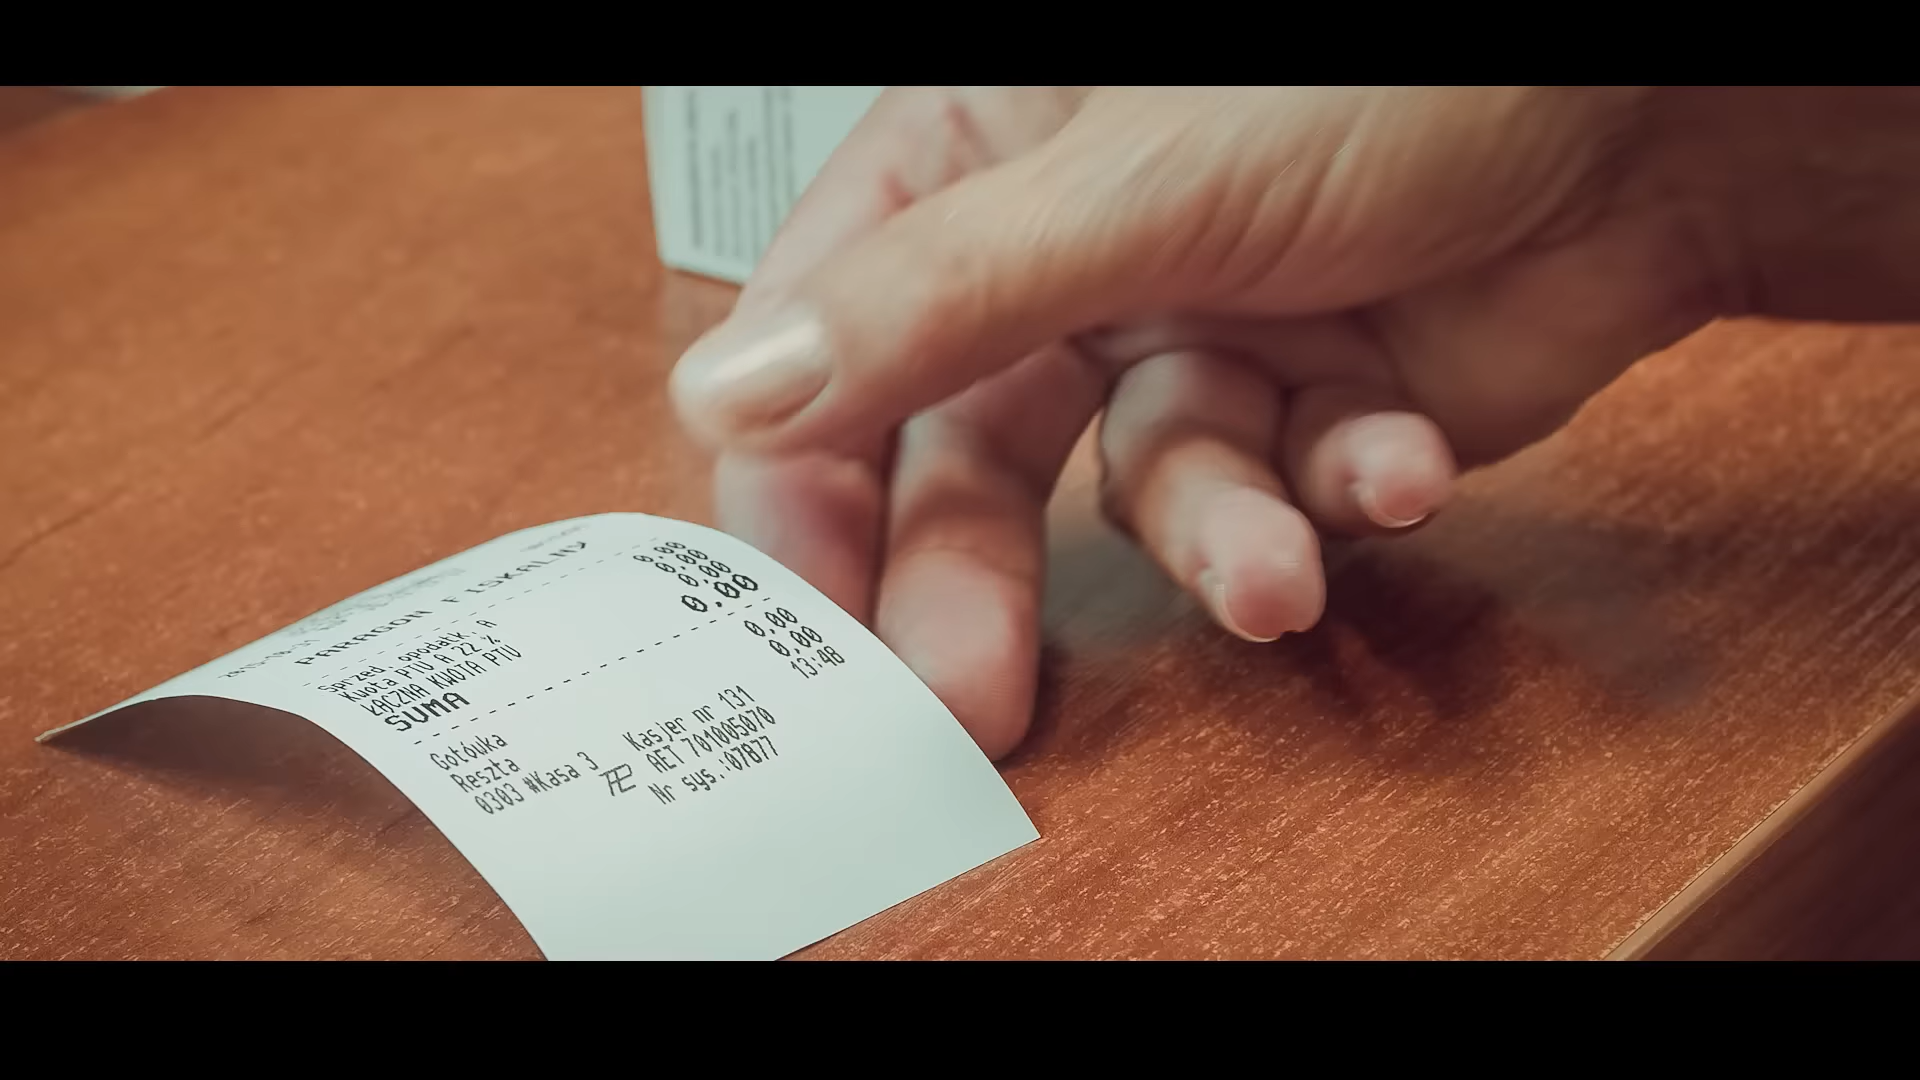 PARAGON FISKALNY
Sprzed. opodatk. A 0,00
Kwota PTU A 22 % 0,00
ŁĄCZNA KWOTA PTU 0,00
SUMA 0,00
Gotówka 0,00
Reszta 0,00
0303 #Kasa 3 Kasjer nr 131 13:48
AET 701005070
Nr sys.:07877